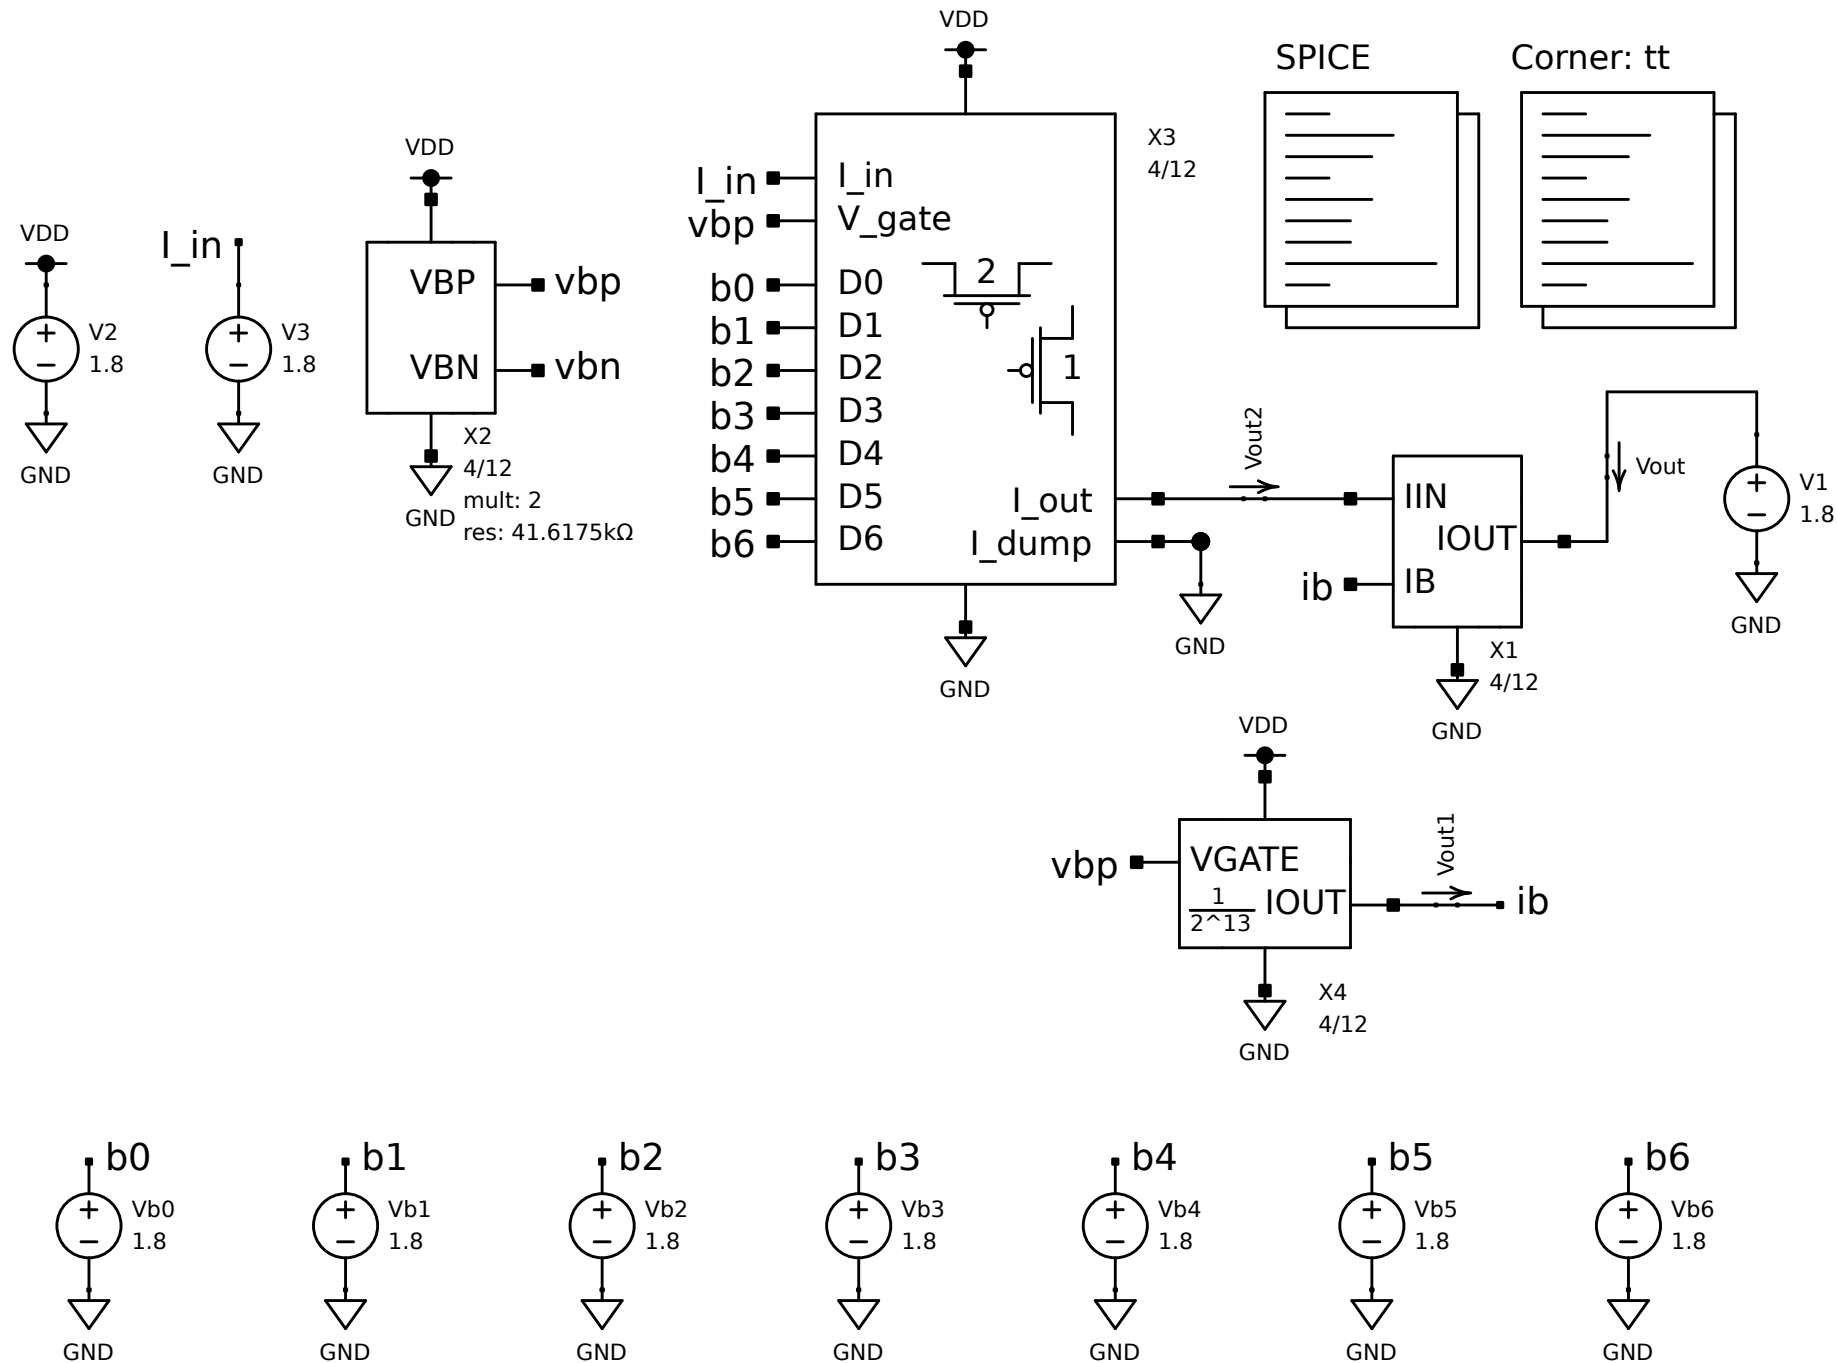 VDD
SPICE
Corner: tt
X3
4/12
I_in
vbp
b0
b1
b2
b3
b4
b5
b6
I_in
V_gate
D0
D1
D2
D3
D4
D5
D6
2
1
I_out
I_dump
GND
GND
VDD
V2
1.8
GND
I_in
V3
1.8
GND
VDD
VBP
VBN
vbp
vbn
X2
4/12
mult: 2
res: 41.6175kΩ
GND
Vout2
IIN
IOUT
IB
ib
X1
4/12
GND
Vout
V1
1.8
GND
VDD
vbp
VGATE
1
2^13
IOUT
Vout1
ib
X4
4/12
GND
b0
Vb0
1.8
GND
b1
Vb1
1.8
GND
b2
Vb2
1.8
GND
b3
Vb3
1.8
GND
b4
Vb4
1.8
GND
b5
Vb5
1.8
GND
b6
Vb6
1.8
GND